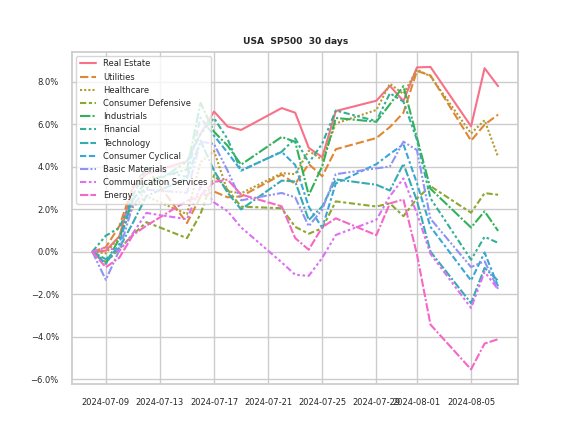 USA  SP500  30 days
Real Estate
Utilities
Healthcare
Consumer Defensive
Industrials
Financial
Technology
Consumer Cyclical
Basic Materials
Communication Services
Energy
8.0%
6.0%
4.0%
2.0%
0.0%
−2.0%
−4.0%
−6.0%
2024-07-09 2024-07-13 2024-07-17 2024-07-21 2024-07-25 2024-07-29 2024-08-01 2024-08-05